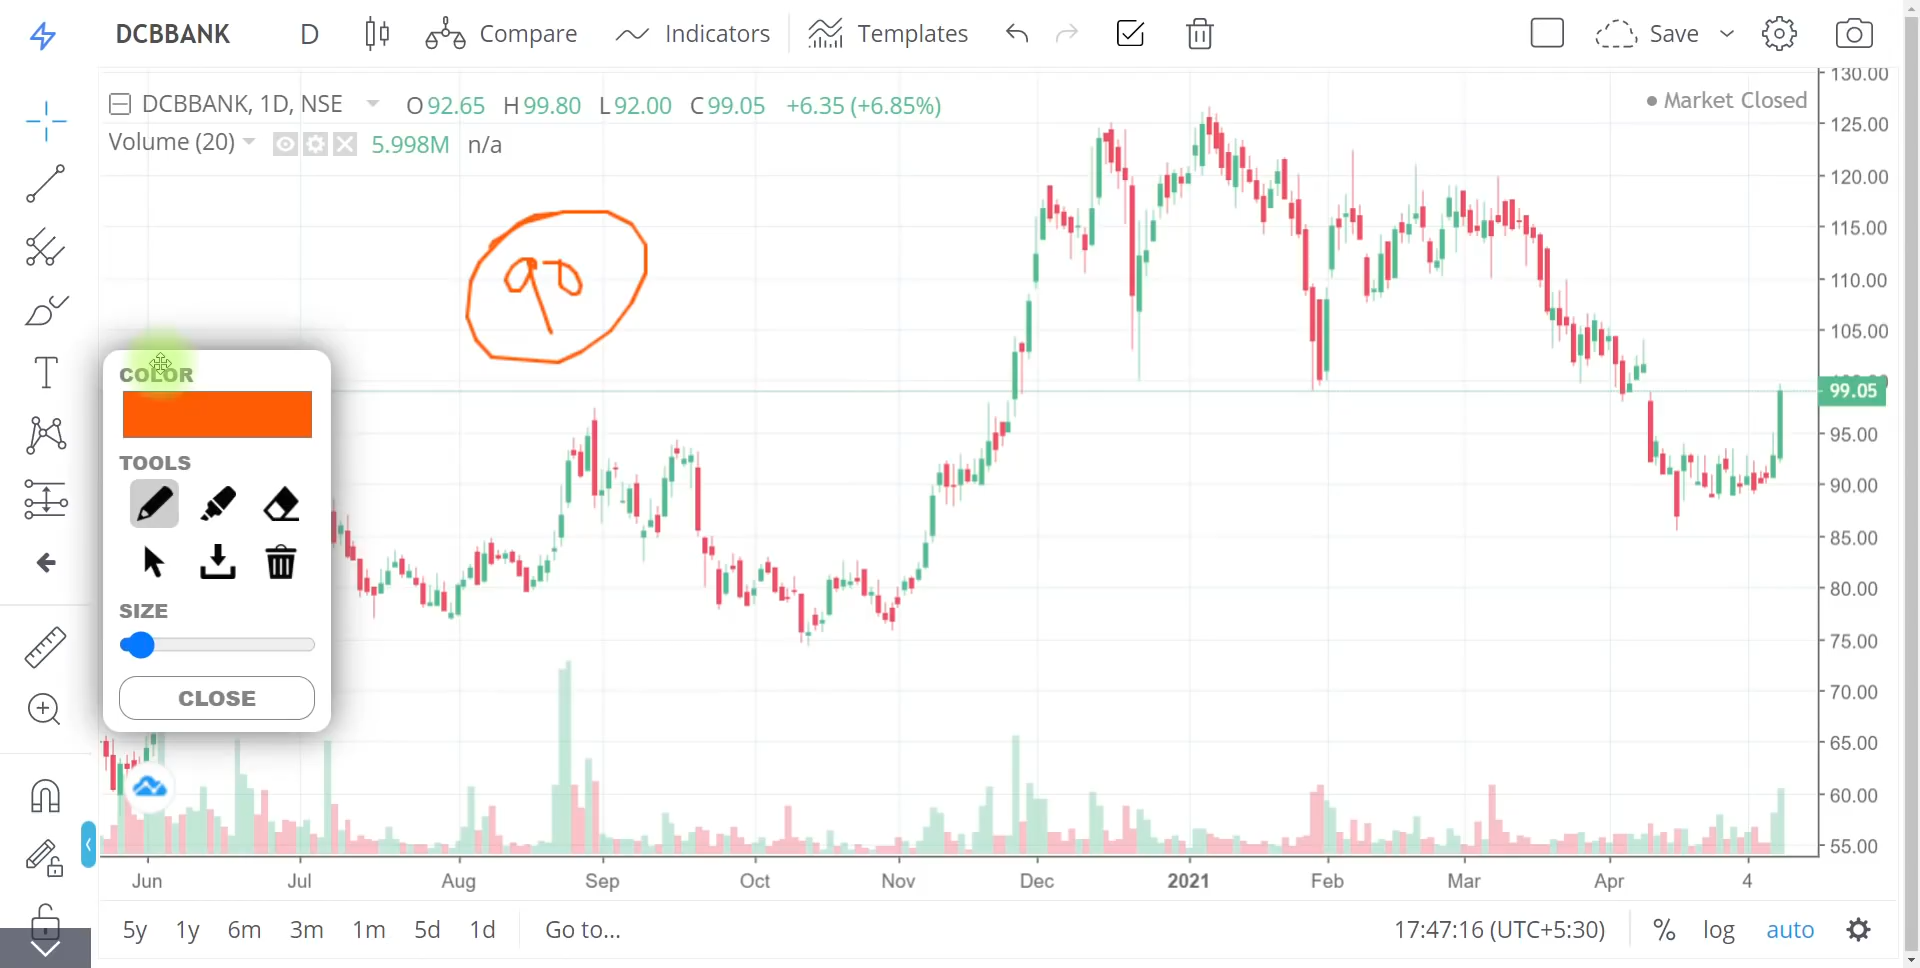 DCBBANK D Compare Indicators Templates Save
DCBBANK, 1D, NSE O92.65 H99.80 L92.00 C99.05 +6.35 (+6.85%)
Market Closed
Volume (20) 5.998M n/a
90
COLOR
TOOLS
SIZE
CLOSE
130.00
125.00
120.00
115.00
110.00
105.00
99.05
95.00
90.00
85.00
80.00
75.00
70.00
65.00
60.00
55.00
Jun Jul Aug Sep Oct Nov Dec 2021 Feb Mar Apr 4
5y 1y 6m 3m 1m 5d 1d Go to... 17:47:16 (UTC+5:30) % log auto